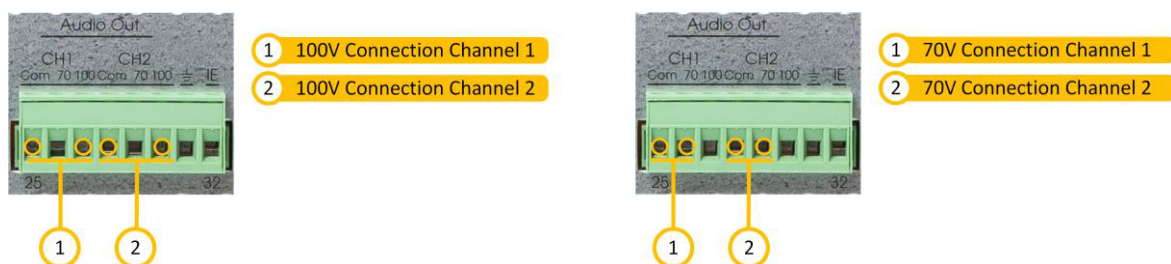 Audio Out
CH1 - CH2
Com 70 100 Com 70 100 IE
25 32
1 2
1 100V Connection Channel 1
2 100V Connection Channel 2
Audio Out
CH1 - CH2
Com 70 100 Com 70 100 IE
25 32
1 2
1 70V Connection Channel 1
2 70V Connection Channel 2